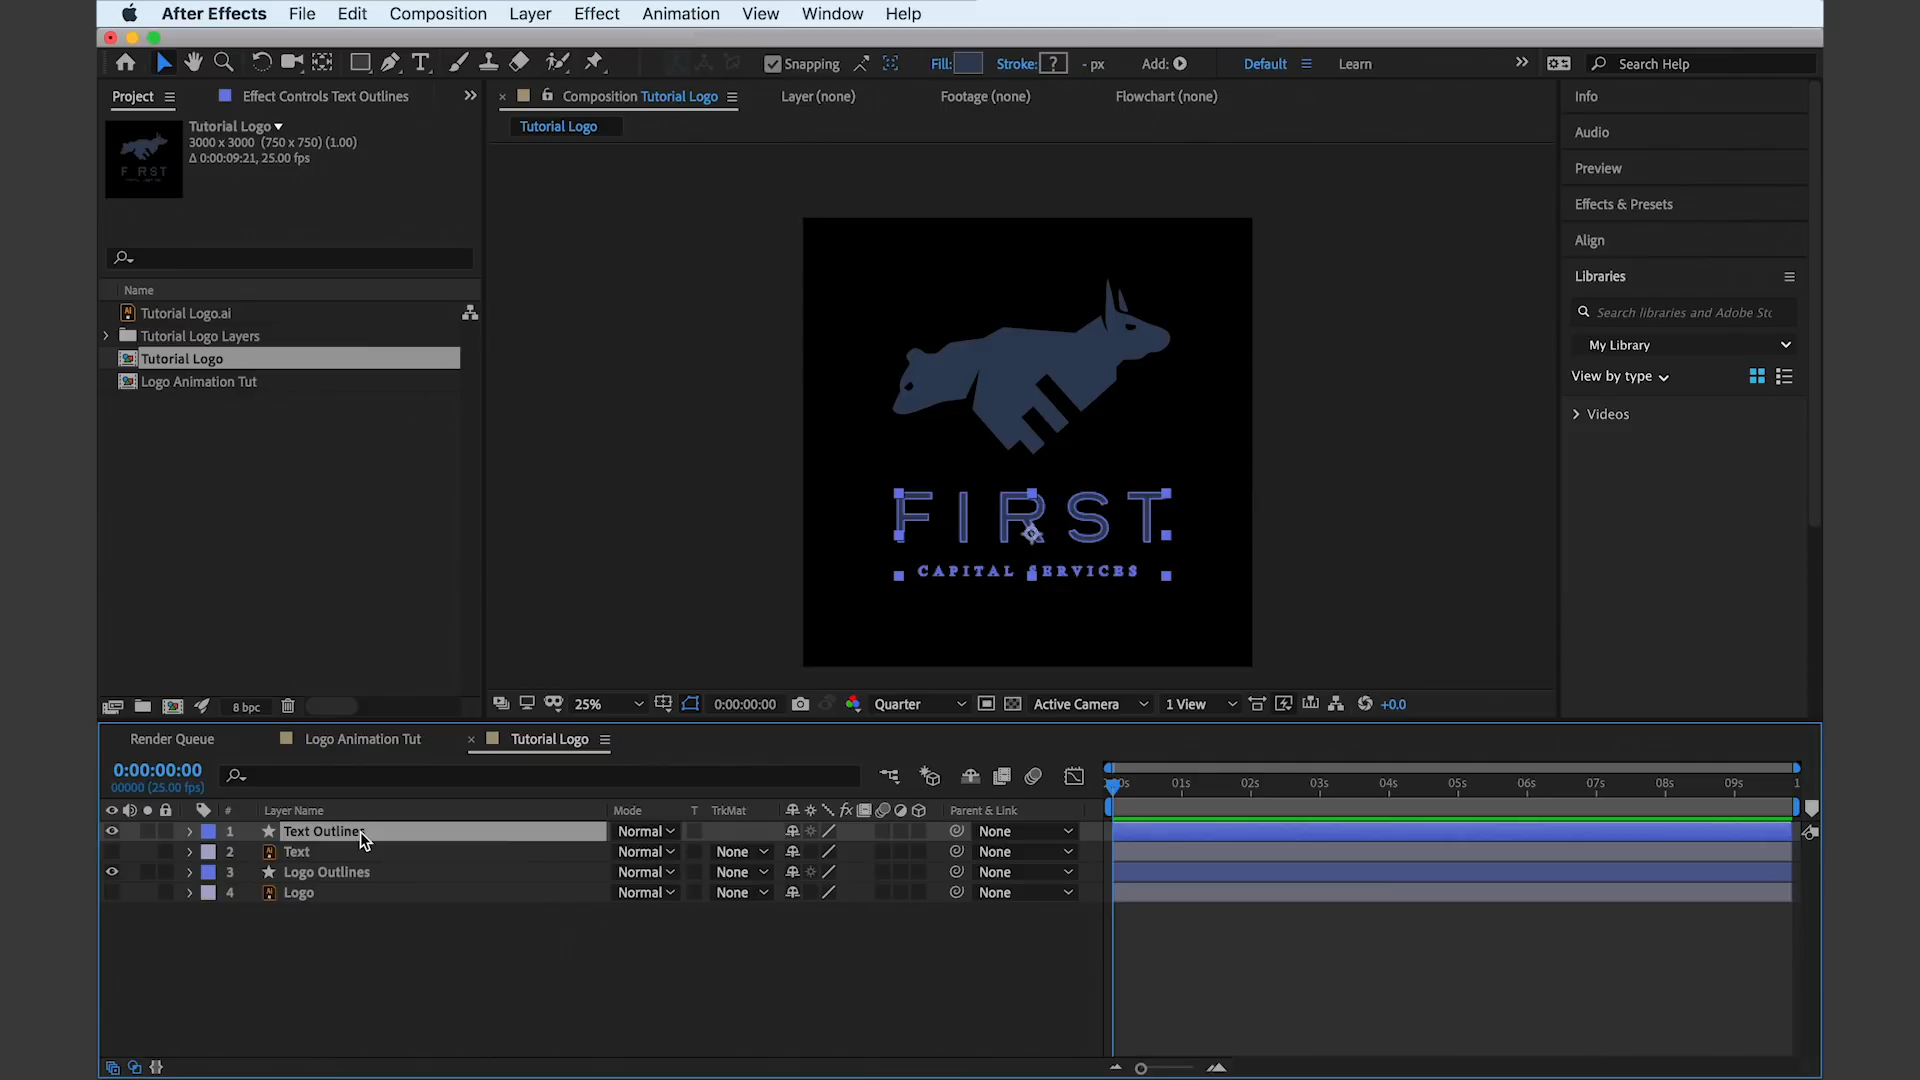 After Effects File Edit Composition Layer Effect Animation View Window Help
Snapping Fill: Stroke: ? - px Add: Default Learn Search Help
Project Effect Controls Text Outlines Composition Tutorial Logo Layer (none) Footage (none) Flowchart (none) Info
Tutorial Logo
3000 x 3000 (750 x 750) (1.00)
Δ 0:00:09:21, 25.00 fps)
Tutorial Logo
Audio
Preview
Effects & Presets
Align
Libraries
Search libraries and Adobe Stc
My Library
View by type
Videos
Name
Tutorial Logo.ai
Tutorial Logo Layers
Tutorial Logo
Logo Animation Tut
FIRST
CAPITAL SERVICES
8 bpc 25% 0:00:00:00 Quarter Active Camera 1 View +0.0
Render Queue Logo Animation Tut Tutorial Logo
0:00:00:00
00000 (25.00 fps)
01s 02s 03s 04s 05s 06s 07s 08s 09s 1
# Layer Name Mode T TrkMat fx Parent & Link
1 Text Outlines Normal None
2 Text Normal None None
3 Logo Outlines Normal None None
4 Logo Normal None None